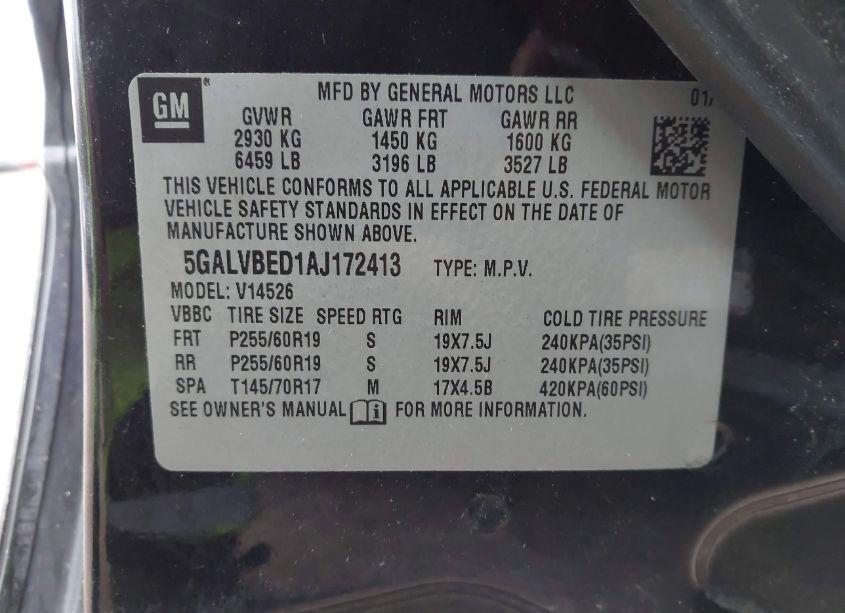 GM
MFD BY GENERAL MOTORS LLC 01/
GVWR GAWR FRT GAWR RR
2930 KG 1450 KG 1600 KG
6459 LB 3196 LB 3527 LB
THIS VEHICLE CONFORMS TO ALL APPLICABLE U.S. FEDERAL MOTOR
VEHICLE SAFETY STANDARDS IN EFFECT ON THE DATE OF
MANUFACTURE SHOWN ABOVE.
5GALVBED1AJ172413 TYPE: M.P.V.
MODEL: V14526
VBBC TIRE SIZE SPEED RTG RIM COLD TIRE PRESSURE
FRT P255/60R19 S 19X7.5J 240KPA(35PSI)
RR P255/60R19 S 19X7.5J 240KPA(35PSI)
SPA T145/70R17 M 17X4.5B 420KPA(60PSI)
SEE OWNER'S MANUAL FOR MORE INFORMATION.